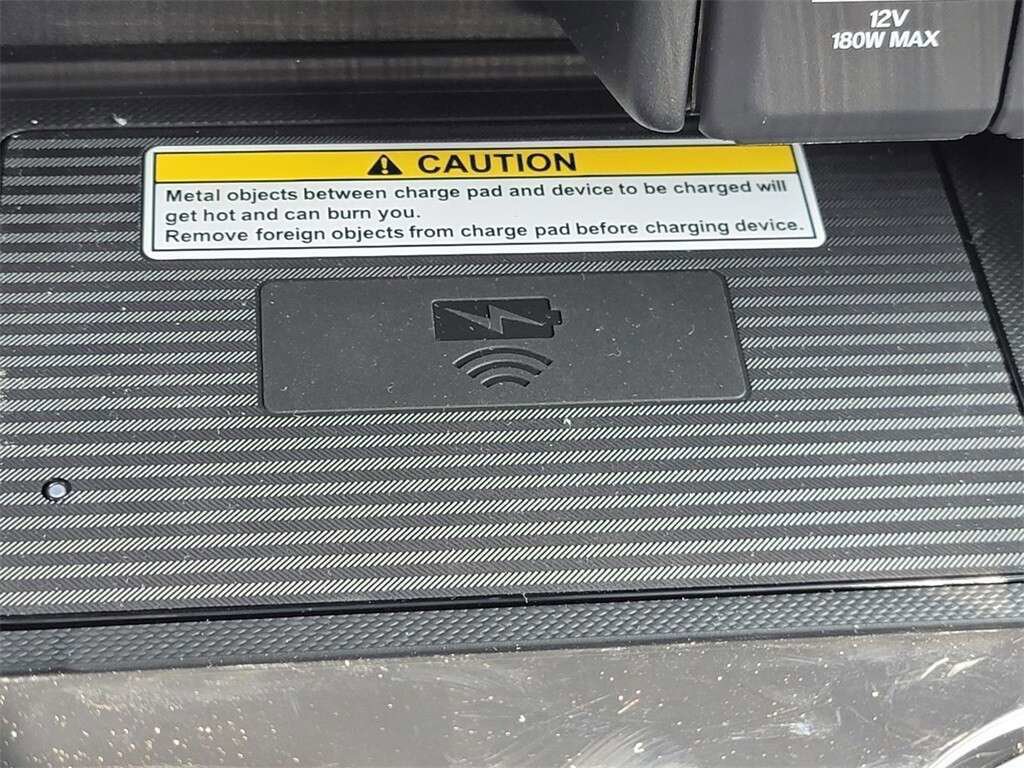 12V
180W MAX
CAUTION
Metal objects between charge pad and device to be charged will
get hot and can burn you.
Remove foreign objects from charge pad before charging device.